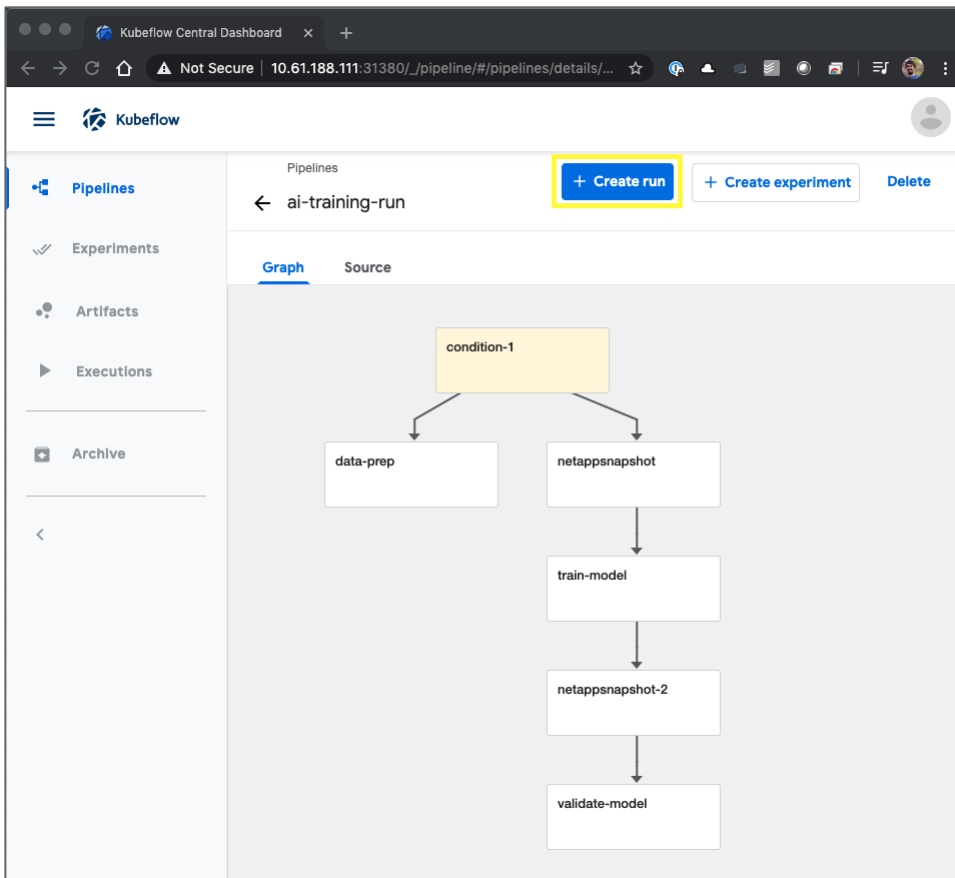 Kubeflow Central Dashboard
Not Secure | 10.61.188.111:31380/_/pipeline/#/pipelines/details/...
Kubeflow
Pipelines
Experiments
Artifacts
Executions
Archive
Pipelines
ai-training-run
+ Create run
+ Create experiment
Delete
Graph
Source
condition-1
data-prep
netappsnapshot
train-model
netappsnapshot-2
validate-model